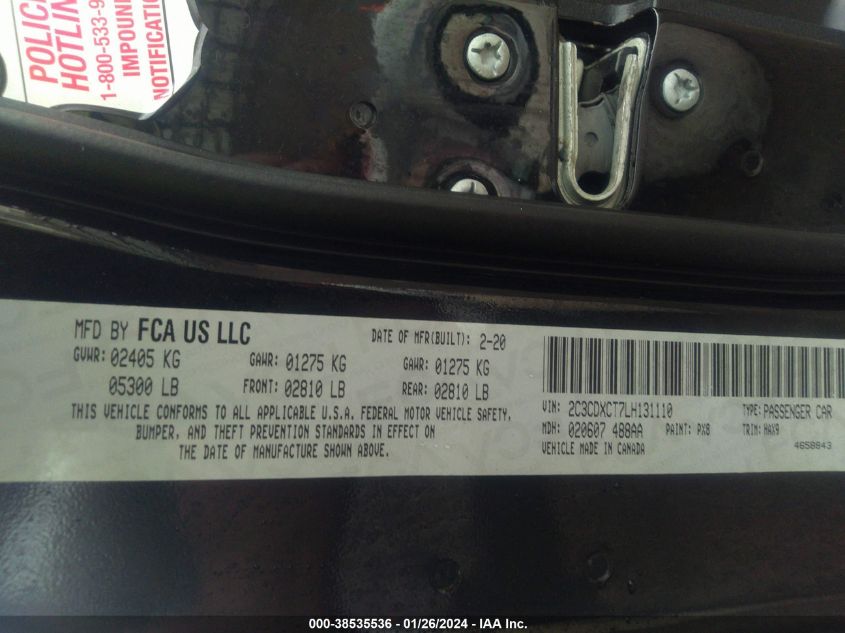 POLIC
HOTLIN
1-800-533-9
IMPOUN
NOTIFICATION
MFD BY FCA US LLC
DATE OF MFR(BUILT): 2-20
GVWR: 02405 KG
GAWR: 01275 KG
GAWR: 01275 KG
05300 LB
FRONT: 02810 LB
REAR: 02810 LB
THIS VEHICLE CONFORMS TO ALL APPLICABLE U.S.A. FEDERAL MOTOR VEHICLE SAFETY,
BUMPER, AND THEFT PREVENTION STANDARDS IN EFFECT ON
THE DATE OF MANUFACTURE SHOWN ABOVE.
VIN: 2C3CDXCT7LH131110
TYPE: PASSENGER CAR
MDH: 020607 488AA
PAINT: PX8
TRIM: HAX9
VEHICLE MADE IN CANADA
4658843
000-38535536 - 01/26/2024 - IAA Inc.